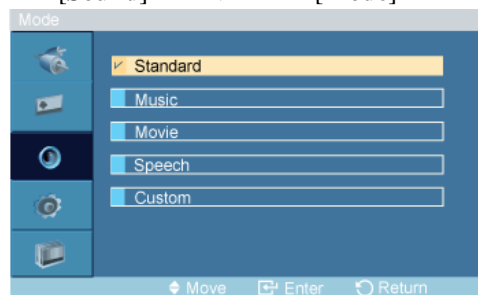 Mode
Standard
Music
Movie
Speech
Custom
Move Enter Return